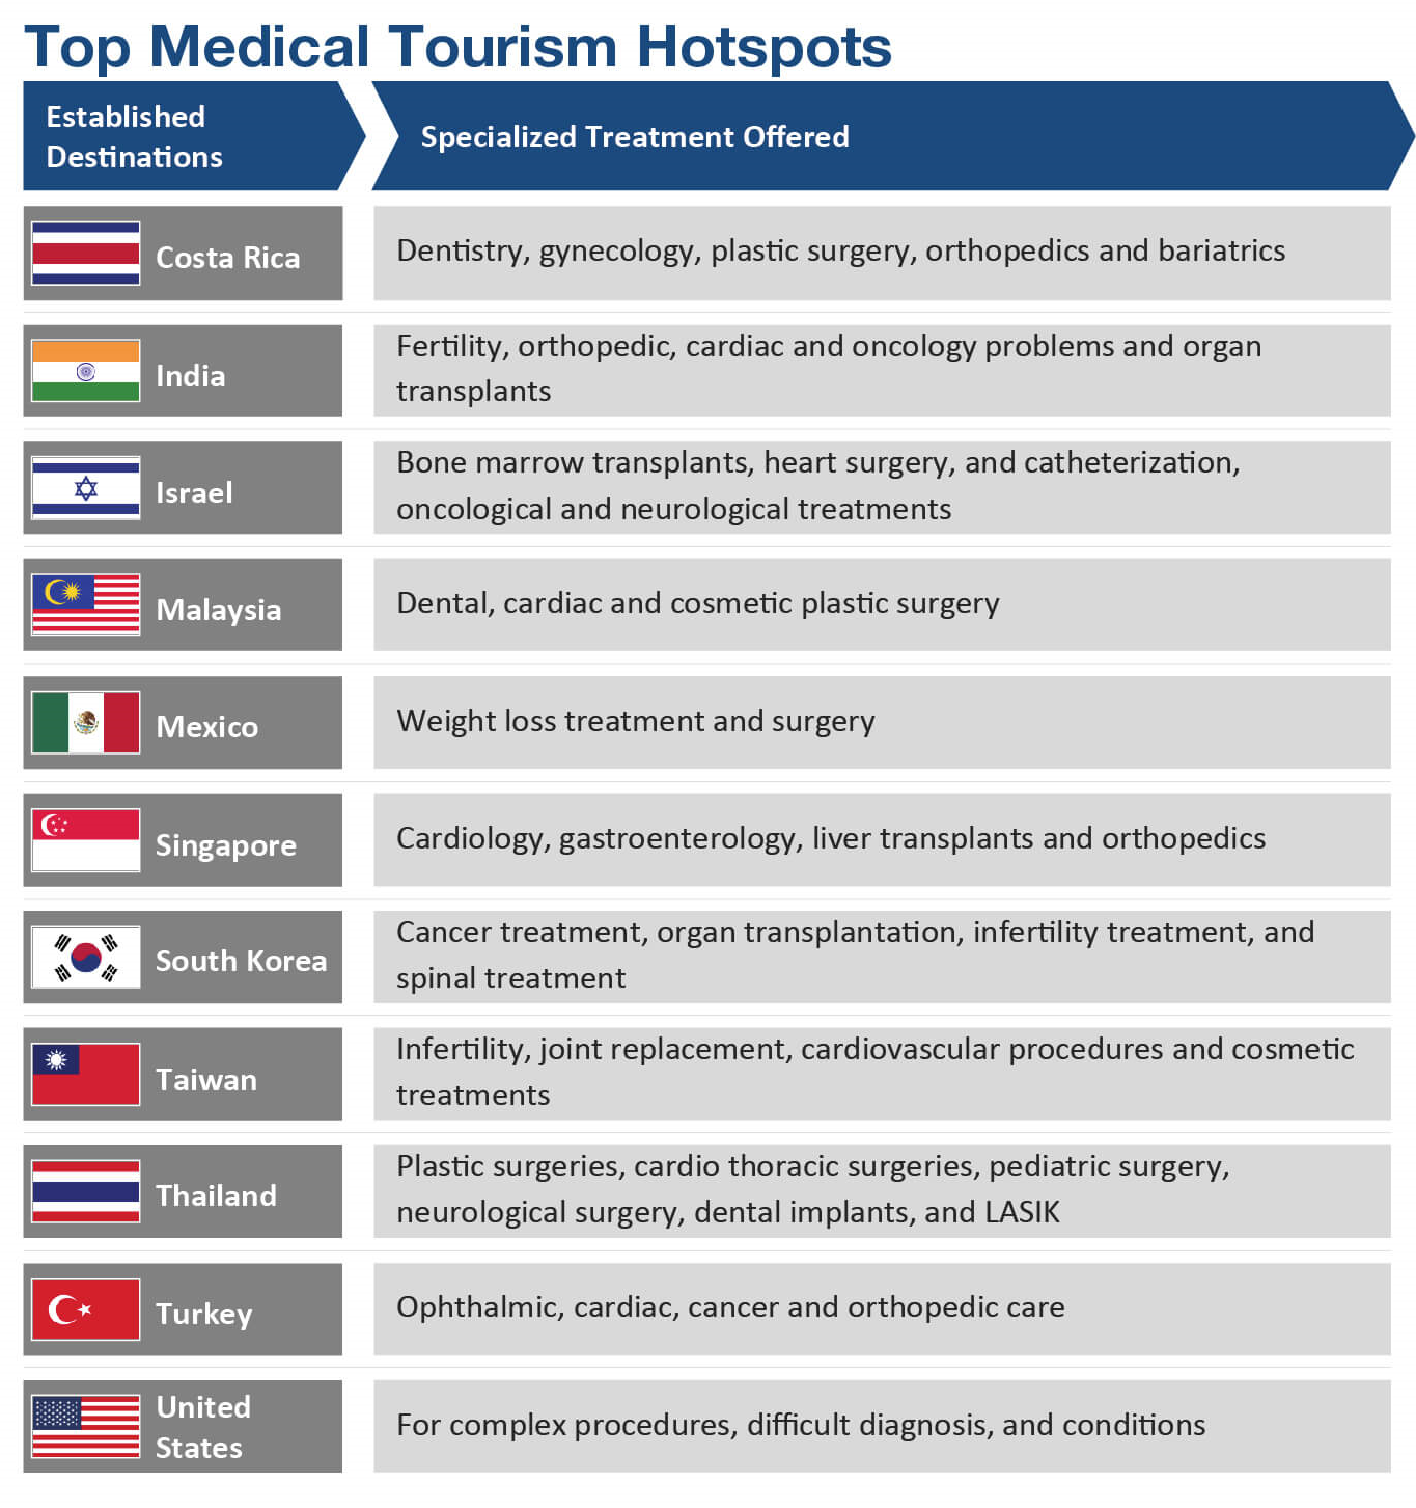 Top Medical Tourism Hotspots
Established
Destinations
Specialized Treatment Offered
Costa Rica
Dentistry, gynecology, plastic surgery, orthopedics and bariatrics
India
Fertility, orthopedic, cardiac and oncology problems and organ
transplants
Israel
Bone marrow transplants, heart surgery, and catheterization,
oncological and neurological treatments
Malaysia
Dental, cardiac and cosmetic plastic surgery
Mexico
Weight loss treatment and surgery
Singapore
Cardiology, gastroenterology, liver transplants and orthopedics
South Korea
Cancer treatment, organ transplantation, infertility treatment, and
spinal treatment
Taiwan
Infertility, joint replacement, cardiovascular procedures and cosmetic
treatments
Thailand
Plastic surgeries, cardio thoracic surgeries, pediatric surgery,
neurological surgery, dental implants, and LASIK
Turkey
Ophthalmic, cardiac, cancer and orthopedic care
United
States
For complex procedures, difficult diagnosis, and conditions